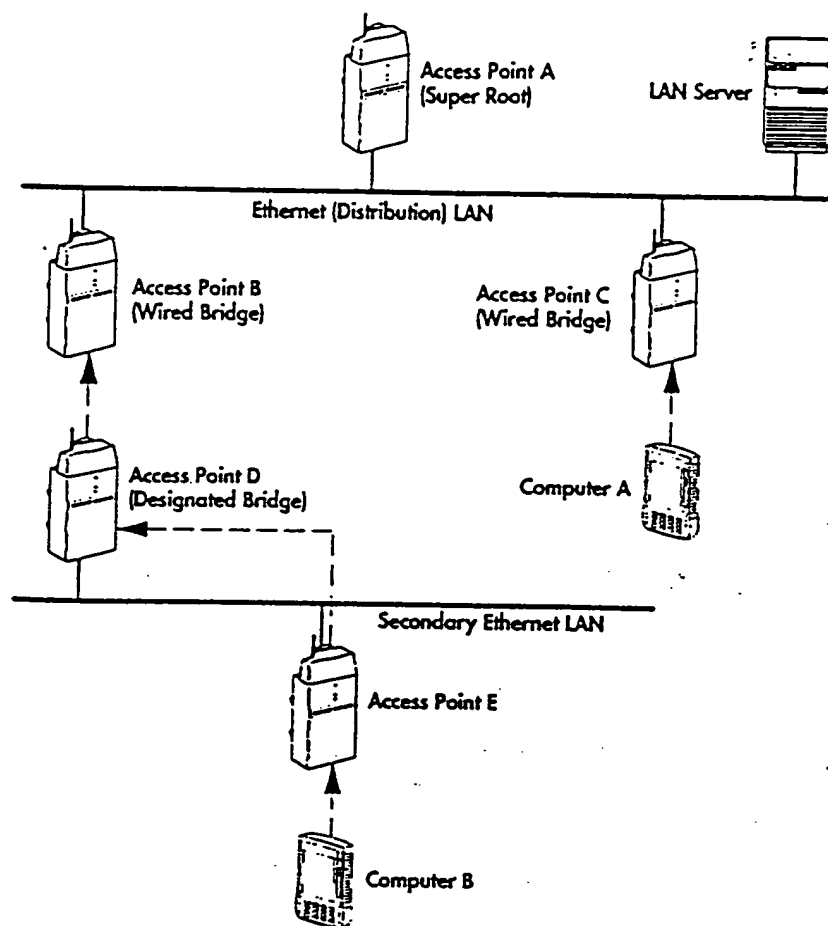 Access Point A
(Super Root)
LAN Server
Ethernet (Distribution) LAN
Access Point B
(Wired Bridge)
Access Point C
(Wired Bridge)
Access Point D
(Designated Bridge)
Computer A
Secondary Ethernet LAN
Access Point E
Computer B